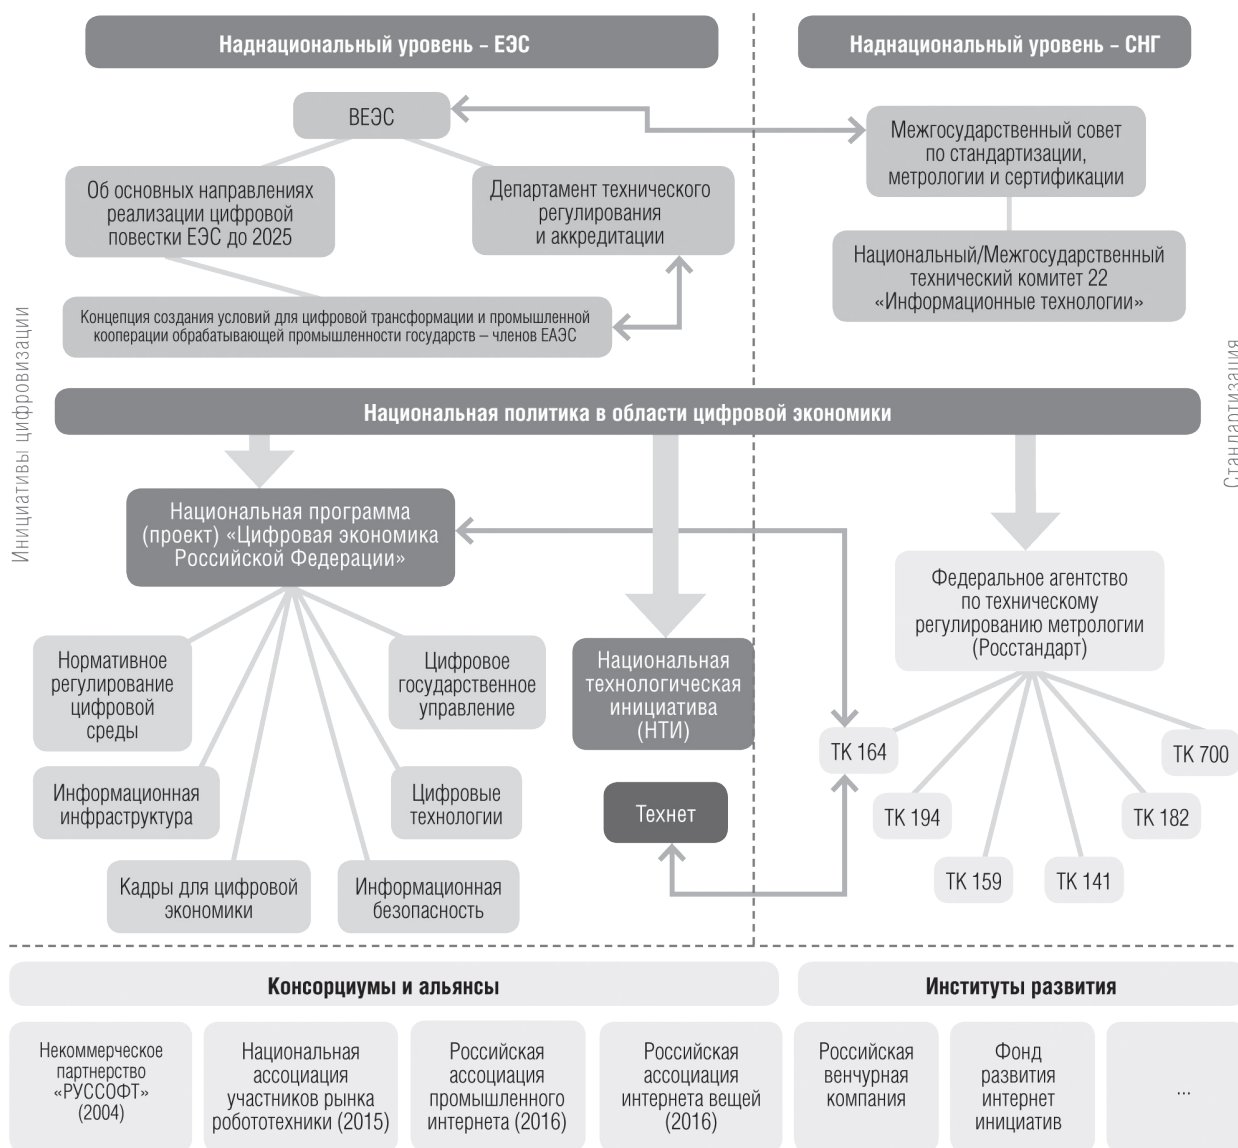 Наднациональный уровень – ЕЭС
Наднациональный уровень – СНГ
ВЕЭС
Межгосударственный совет
по стандартизации,
метрологии и сертификации
Об основных направлениях
реализации цифровой
повестки ЕЭС до 2025
Департамент технического
регулирования
и аккредитации
Национальный/Межгосударственный
технический комитет 22
«Информационные технологии»
Концепция создания условий для цифровой трансформации и промышленной
кооперации обрабатывающей промышленности государств – членов ЕАЭС
Инициативы цифровизации
Стандартизация
Национальная политика в области цифровой экономики
Национальная программа
(проект) «Цифровая экономика
Российской Федерации»
Федеральное агентство
по техническому
регулированию метрологии
(Росстандарт)
Нормативное
регулирование
цифровой
среды
Цифровое
государственное
управление
Национальная
технологическая
инициатива
(НТИ)
ТК 164
ТК 700
Информационная
инфраструктура
Цифровые
технологии
Технет
ТК 194
ТК 182
Кадры для цифровой
экономики
Информационная
безопасность
ТК 159
ТК 141
Консорциумы и альянсы
Институты развития
Некоммерческое
партнерство
«РУССОФТ»
(2004)
Национальная
ассоциация
участников рынка
робототехники (2015)
Российская
ассоциация
промышленного
интернета (2016)
Российская
ассоциация
интернета вещей
(2016)
Российская
венчурная
компания
Фонд
развития
интернет
инициатив
...